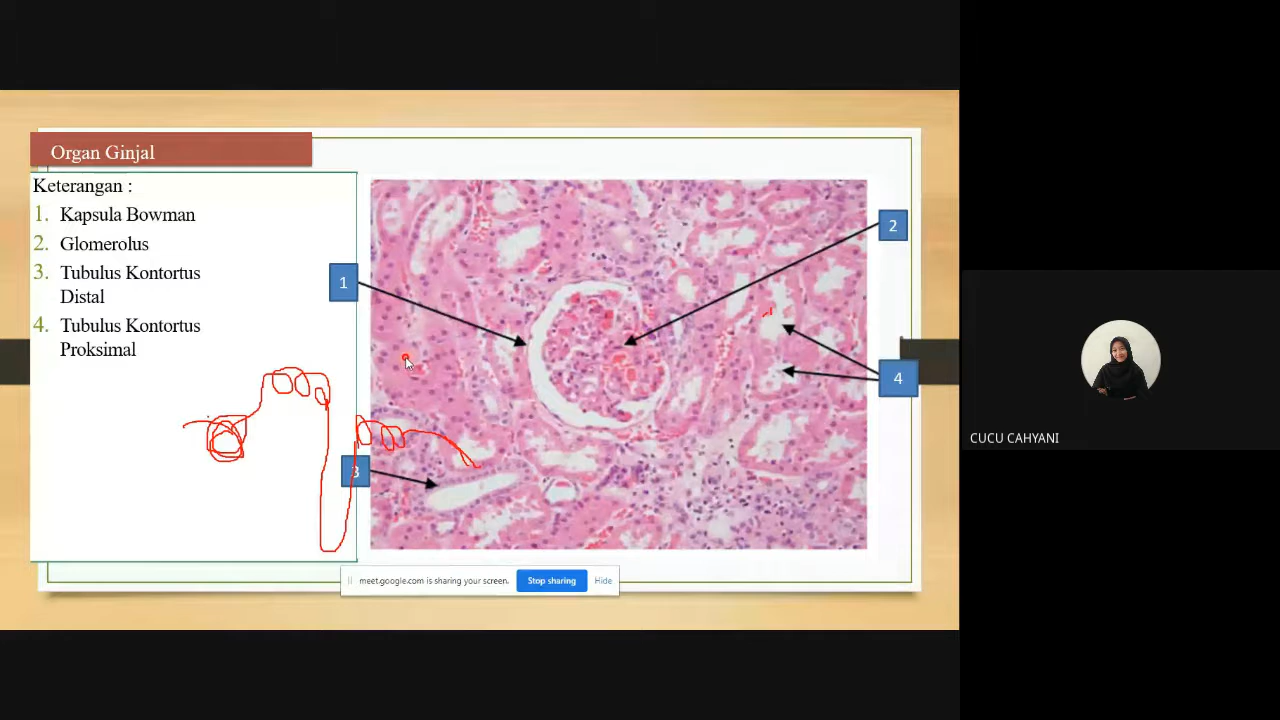 Organ Ginjal
Keterangan :
1. Kapsula Bowman
2. Glomerolus
3. Tubulus Kontortus
Distal
4. Tubulus Kontortus
Proksimal
1
2
3
4
meet.google.com is sharing your screen.
Stop sharing
Hide
CUCU CAHYANI